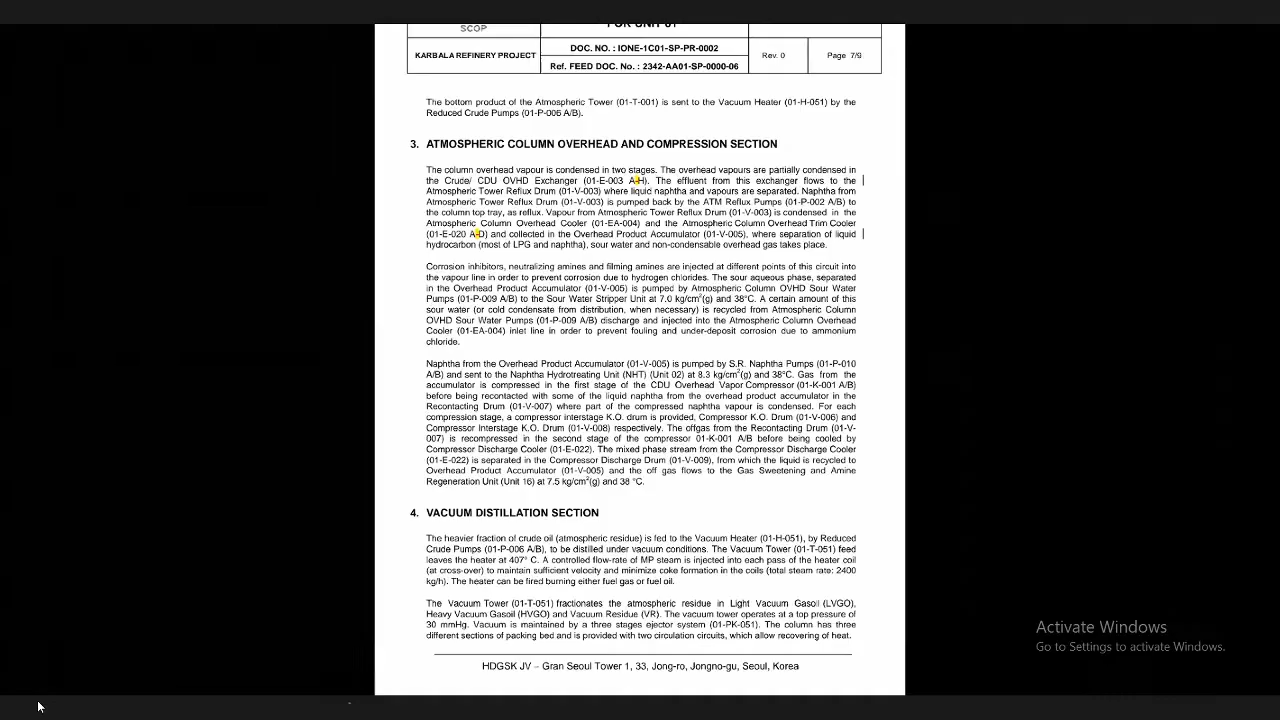 FOR UNIT 01
SCOP
KARBALA REFINERY PROJECT
DOC. NO. : IONE-1C01-SP-PR-0002
Rev. 0
Page 7/9
Ref. FEED DOC. No. : 2342-AA01-SP-0000-06
The bottom product of the Atmospheric Tower (01-T-001) is sent to the Vacuum Heater (01-H-051) by the
Reduced Crude Pumps (01-P-006 A/B).
3. ATMOSPHERIC COLUMN OVERHEAD AND COMPRESSION SECTION
The column overhead vapour is condensed in two stages. The overhead vapours are partially condensed in
the Crude/ CDU OVHD Exchanger (01-E-003 A-H). The effluent from this exchanger flows to the
Atmospheric Tower Reflux Drum (01-V-003) where liquid naphtha and vapours are separated. Naphtha from
Atmospheric Tower Reflux Drum (01-V-003) is pumped back by the ATM Reflux Pumps (01-P-002 A/B) to
the column top tray, as reflux. Vapour from Atmospheric Tower Reflux Drum (01-V-003) is condensed in the
Atmospheric Column Overhead Cooler (01-EA-004) and the Atmospheric Column Overhead Trim Cooler
(01-E-020 A-D) and collected in the Overhead Product Accumulator (01-V-005), where separation of liquid
hydrocarbon (most of LPG and naphtha), sour water and non-condensable overhead gas takes place.
Corrosion inhibitors, neutralizing amines and filming amines are injected at different points of this circuit into
the vapour line in order to prevent corrosion due to hydrogen chlorides. The sour aqueous phase, separated
in the Overhead Product Accumulator (01-V-005) is pumped by Atmospheric Column OVHD Sour Water
Pumps (01-P-009 A/B) to the Sour Water Stripper Unit at 7.0 kg/cm²(g) and 38°C. A certain amount of this
sour water (or cold condensate from distribution, when necessary) is recycled from Atmospheric Column
OVHD Sour Water Pumps (01-P-009 A/B) discharge and injected into the Atmospheric Column Overhead
Cooler (01-EA-004) inlet line in order to prevent fouling and under-deposit corrosion due to ammonium
chloride.
Naphtha from the Overhead Product Accumulator (01-V-005) is pumped by S.R. Naphtha Pumps (01-P-010
A/B) and sent to the Naphtha Hydrotreating Unit (NHT) (Unit 02) at 8.3 kg/cm²(g) and 38°C. Gas from the
accumulator is compressed in the first stage of the CDU Overhead Vapor Compressor (01-K-001 A/B)
before being recontacted with some of the liquid naphtha from the overhead product accumulator in the
Recontacting Drum (01-V-007) where part of the compressed naphtha vapour is condensed. For each
compression stage, a compressor interstage K.O. drum is provided, Compressor K.O. Drum (01-V-006) and
Compressor Interstage K.O. Drum (01-V-008) respectively. The offgas from the Recontacting Drum (01-V-
007) is recompressed in the second stage of the compressor 01-K-001 A/B before being cooled by
Compressor Discharge Cooler (01-E-022). The mixed phase stream from the Compressor Discharge Cooler
(01-E-022) is separated in the Compressor Discharge Drum (01-V-009), from which the liquid is recycled to
Overhead Product Accumulator (01-V-005) and the off gas flows to the Gas Sweetening and Amine
Regeneration Unit (Unit 16) at 7.5 kg/cm²(g) and 38 °C.
4. VACUUM DISTILLATION SECTION
The heavier fraction of crude oil (atmospheric residue) is fed to the Vacuum Heater (01-H-051), by Reduced
Crude Pumps (01-P-006 A/B), to be distilled under vacuum conditions. The Vacuum Tower (01-T-051) feed
leaves the heater at 407° C. A controlled flow-rate of MP steam is injected into each pass of the heater coil
(at cross-over) to maintain sufficient velocity and minimize coke formation in the coils (total steam rate: 2400
kg/h). The heater can be fired burning either fuel gas or fuel oil.
The Vacuum Tower (01-T-051) fractionates the atmospheric residue in Light Vacuum Gasoil (LVGO),
Heavy Vacuum Gasoil (HVGO) and Vacuum Residue (VR). The vacuum tower operates at a top pressure of
30 mmHg. Vacuum is maintained by a three stages ejector system (01-PK-051). The column has three
different sections of packing bed and is provided with two circulation circuits, which allow recovering of heat.
HDGSK JV – Gran Seoul Tower 1, 33, Jong-ro, Jongno-gu, Seoul, Korea
Activate Windows
Go to Settings to activate Windows.